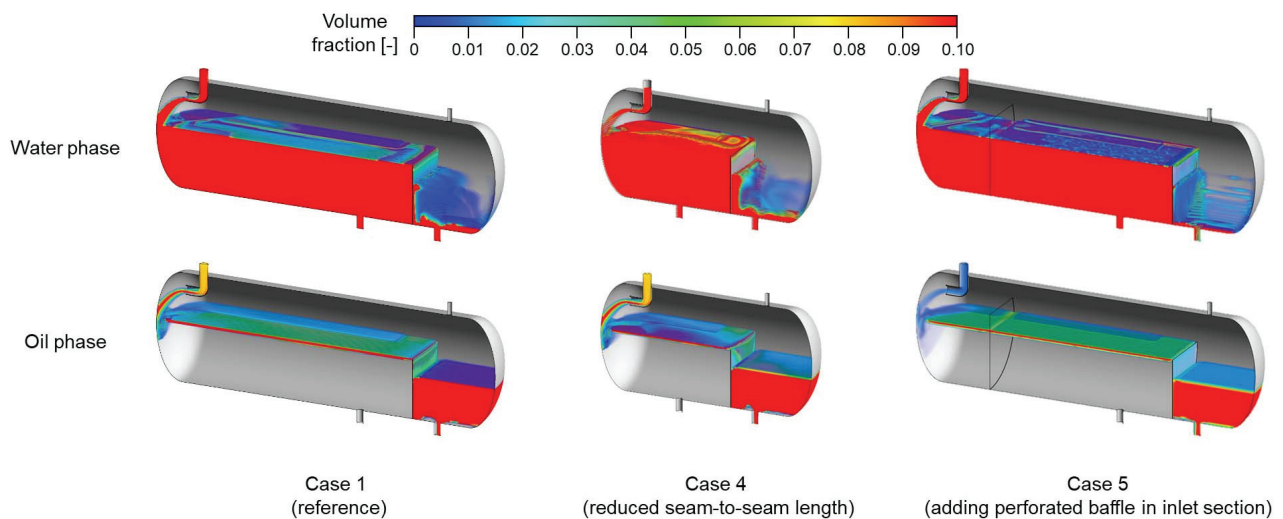 Volume
fraction [-]
0 0.01 0.02 0.03 0.04 0.05 0.06 0.07 0.08 0.09 0.10
Water phase
Oil phase
Case 1
(reference)
Case 4
(reduced seam-to-seam length)
Case 5
(adding perforated baffle in inlet section)